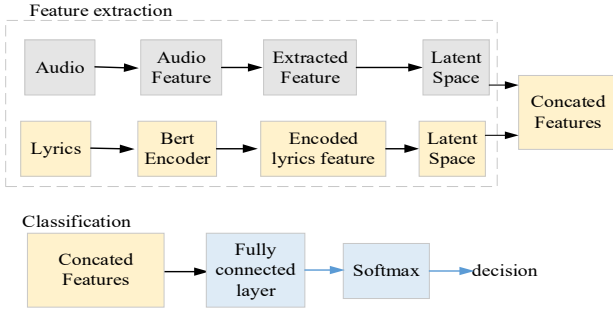 Feature extraction
Audio
Audio
Feature
Extracted
Feature
Latent
Space
Concated
Features
Lyrics
Bert
Encoder
Encoded
lyrics feature
Latent
Space
Classification
Concated
Features
Fully
connected
layer
Softmax
decision